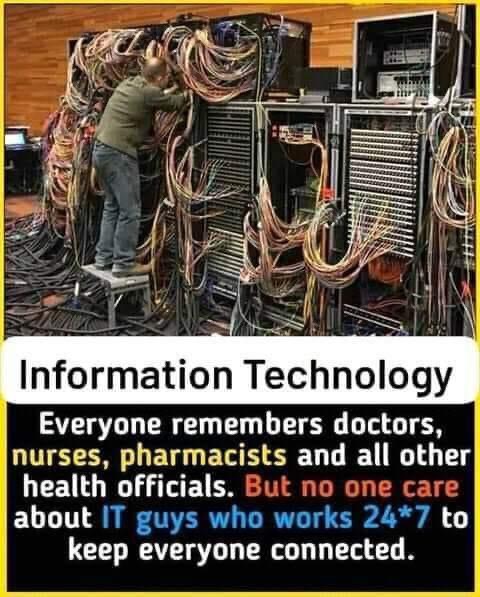 Information Technology
Everyone remembers doctors,
nurses, pharmacists and all other
health officials. But no one care
about IT guys who works 24*7 to
keep everyone connected.